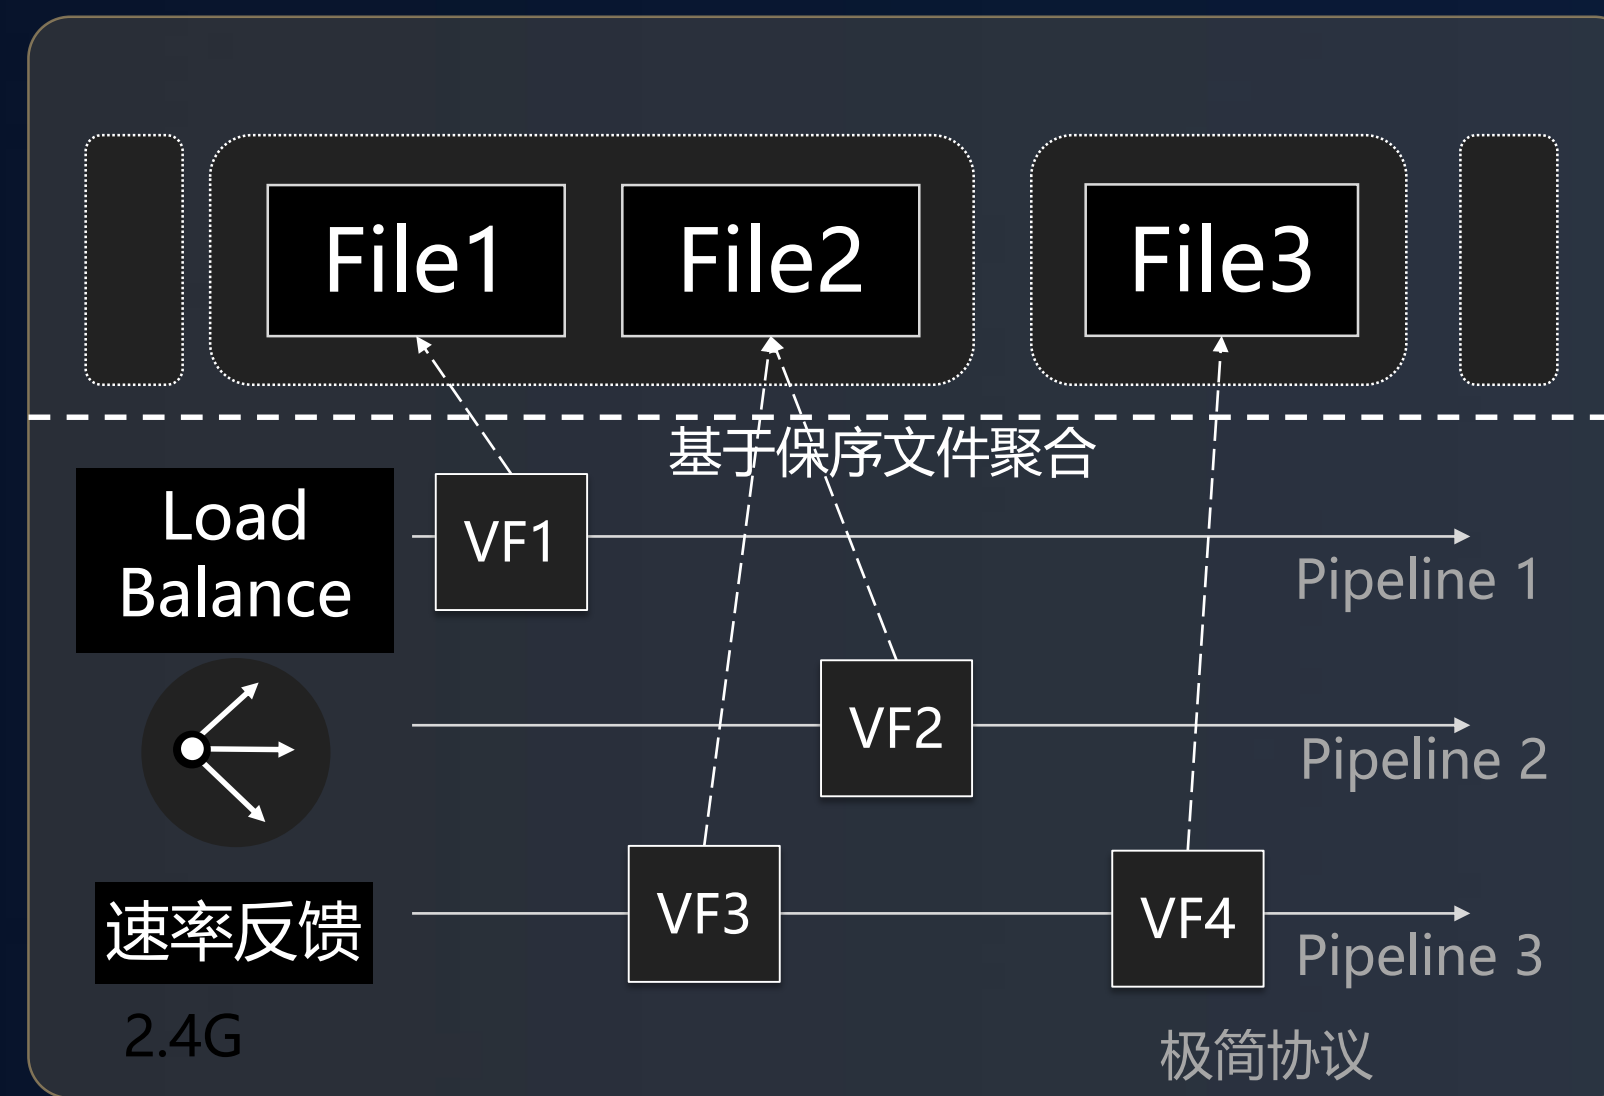 File1
File2
File3
基于保序文件聚合
Load
Balance
VF1
Pipeline 1
VF2
Pipeline 2
VF3
VF4
速率反馈
Pipeline 3
2.4G
极简协议